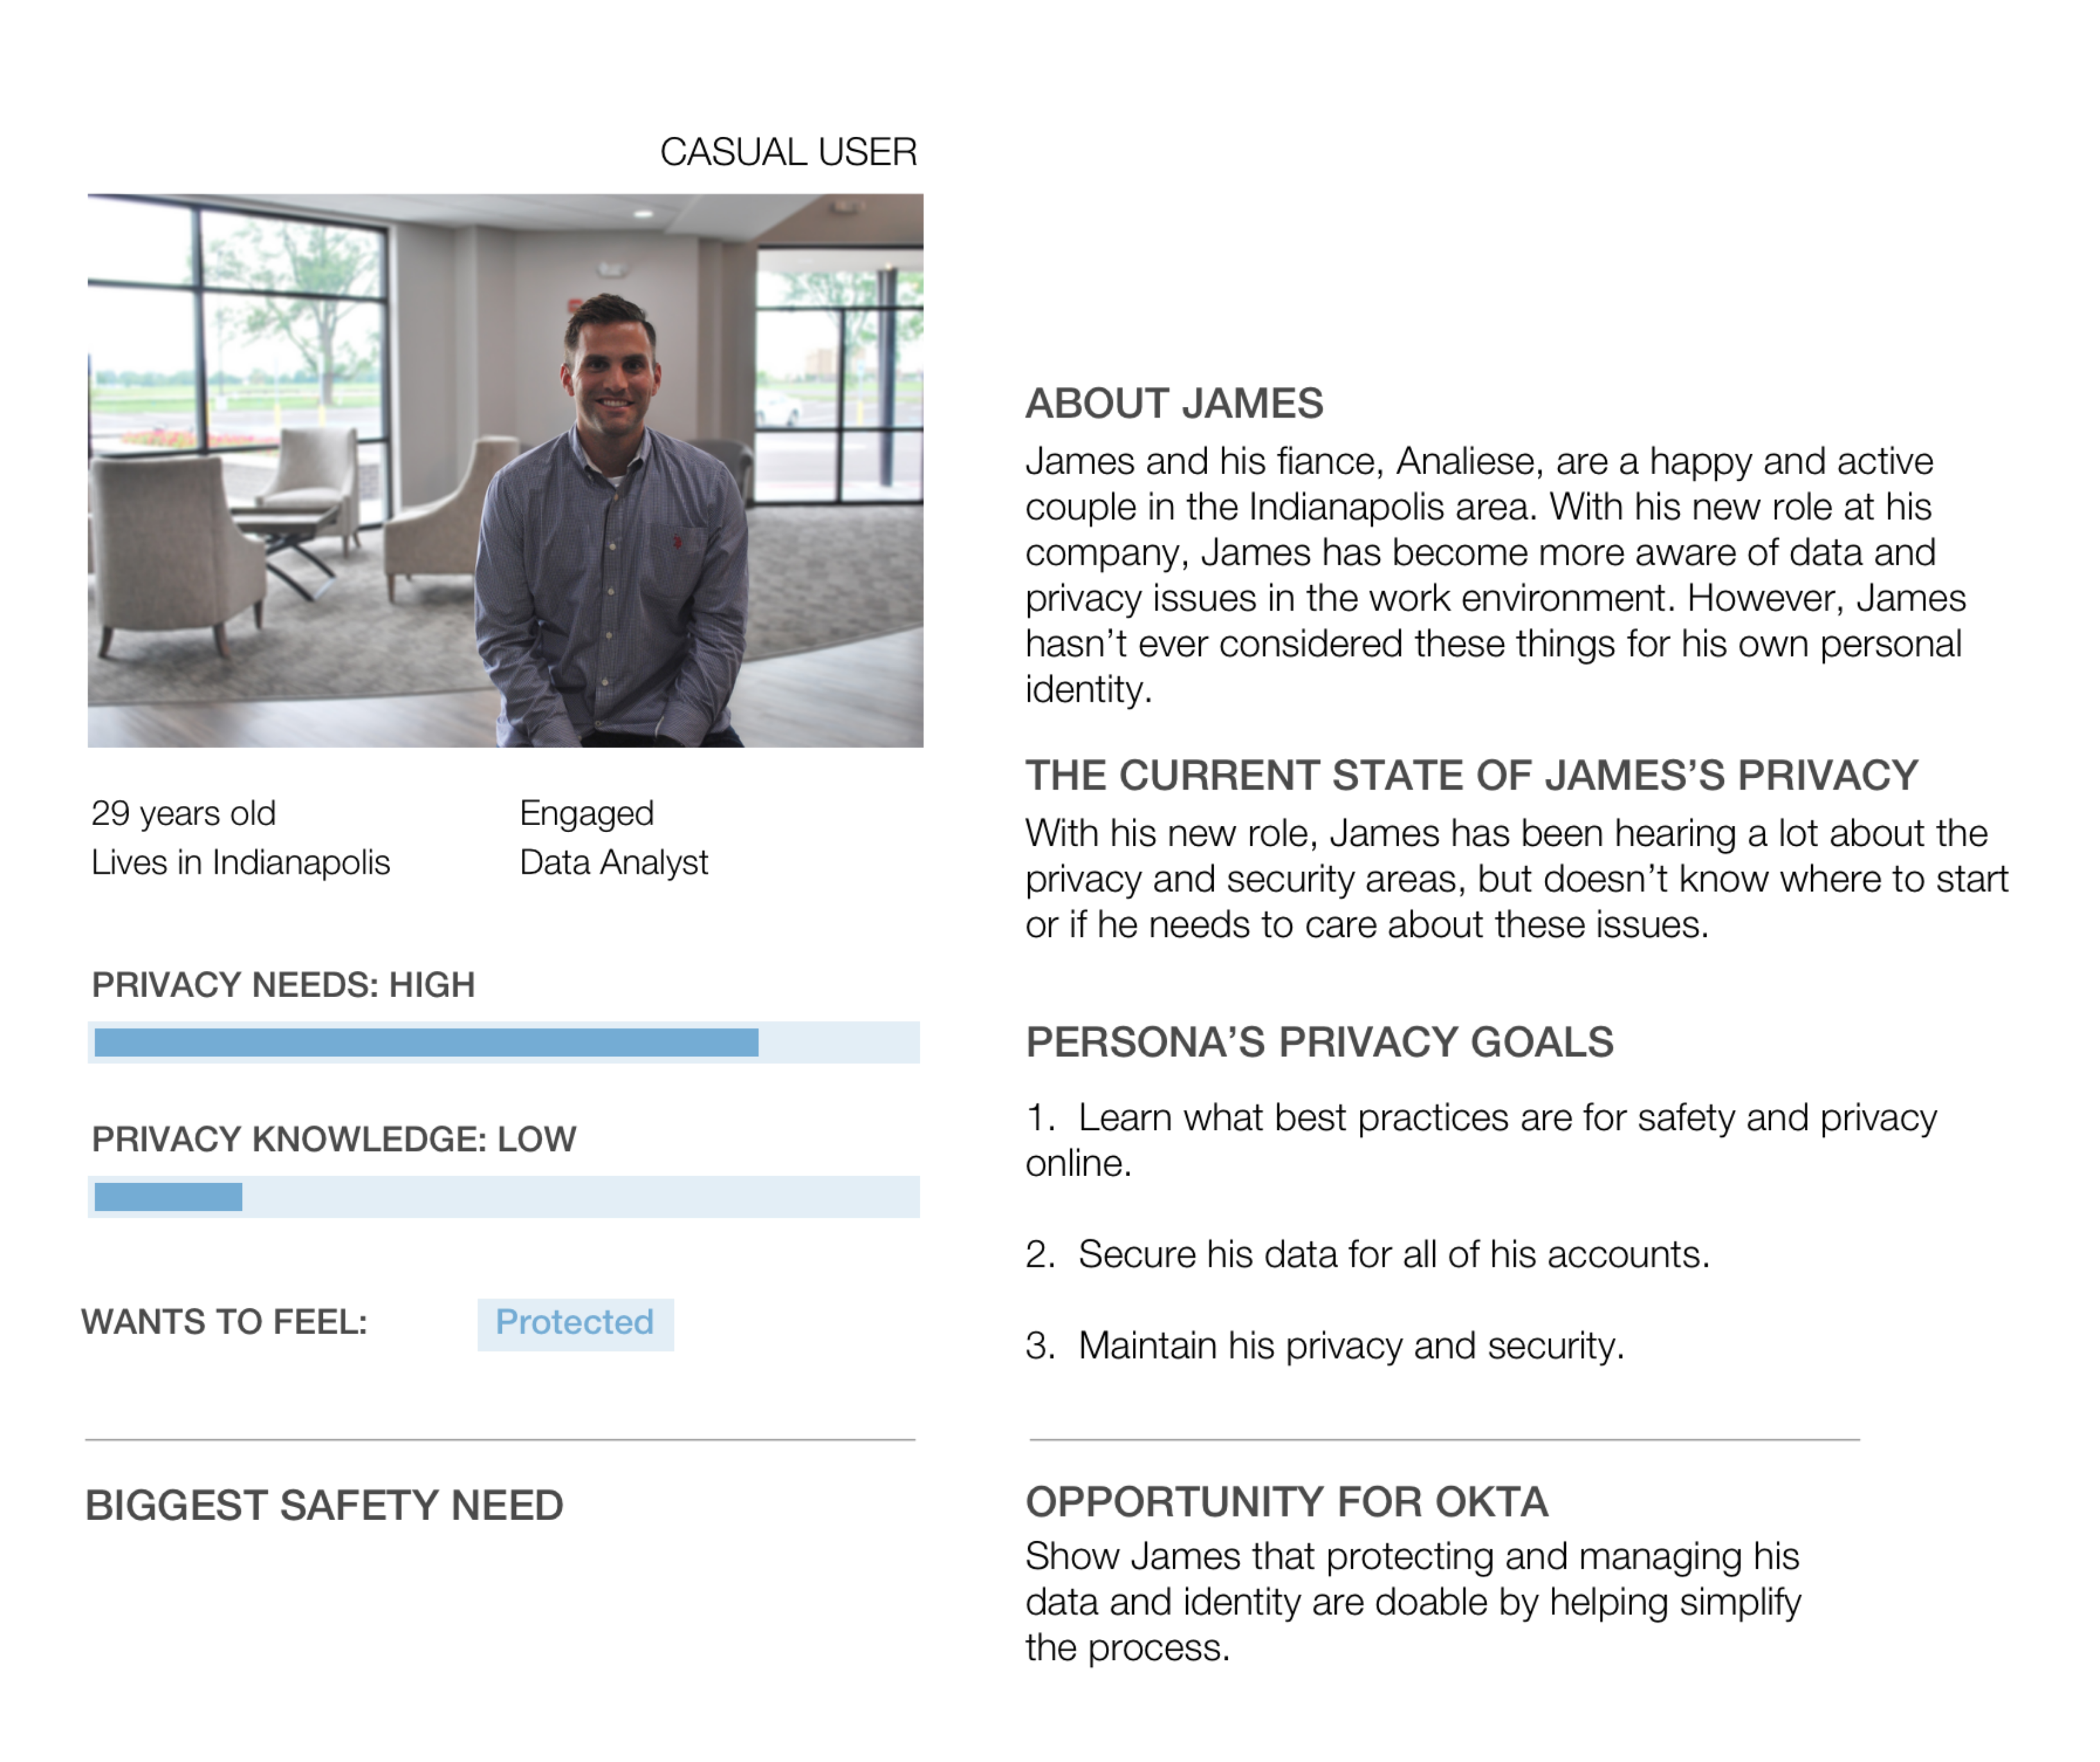 CASUAL USER
29 years old
Lives in Indianapolis
Engaged
Data Analyst
PRIVACY NEEDS: HIGH
PRIVACY KNOWLEDGE: LOW
WANTS TO FEEL:
Protected
BIGGEST SAFETY NEED
ABOUT JAMES
James and his fiance, Analiese, are a happy and active
couple in the Indianapolis area. With his new role at his
company, James has become more aware of data and
privacy issues in the work environment. However, James
hasn’t ever considered these things for his own personal
identity.
THE CURRENT STATE OF JAMES’S PRIVACY
With his new role, James has been hearing a lot about the
privacy and security areas, but doesn’t know where to start
or if he needs to care about these issues.
PERSONA’S PRIVACY GOALS
1. Learn what best practices are for safety and privacy
online.
2. Secure his data for all of his accounts.
3. Maintain his privacy and security.
OPPORTUNITY FOR OKTA
Show James that protecting and managing his
data and identity are doable by helping simplify
the process.